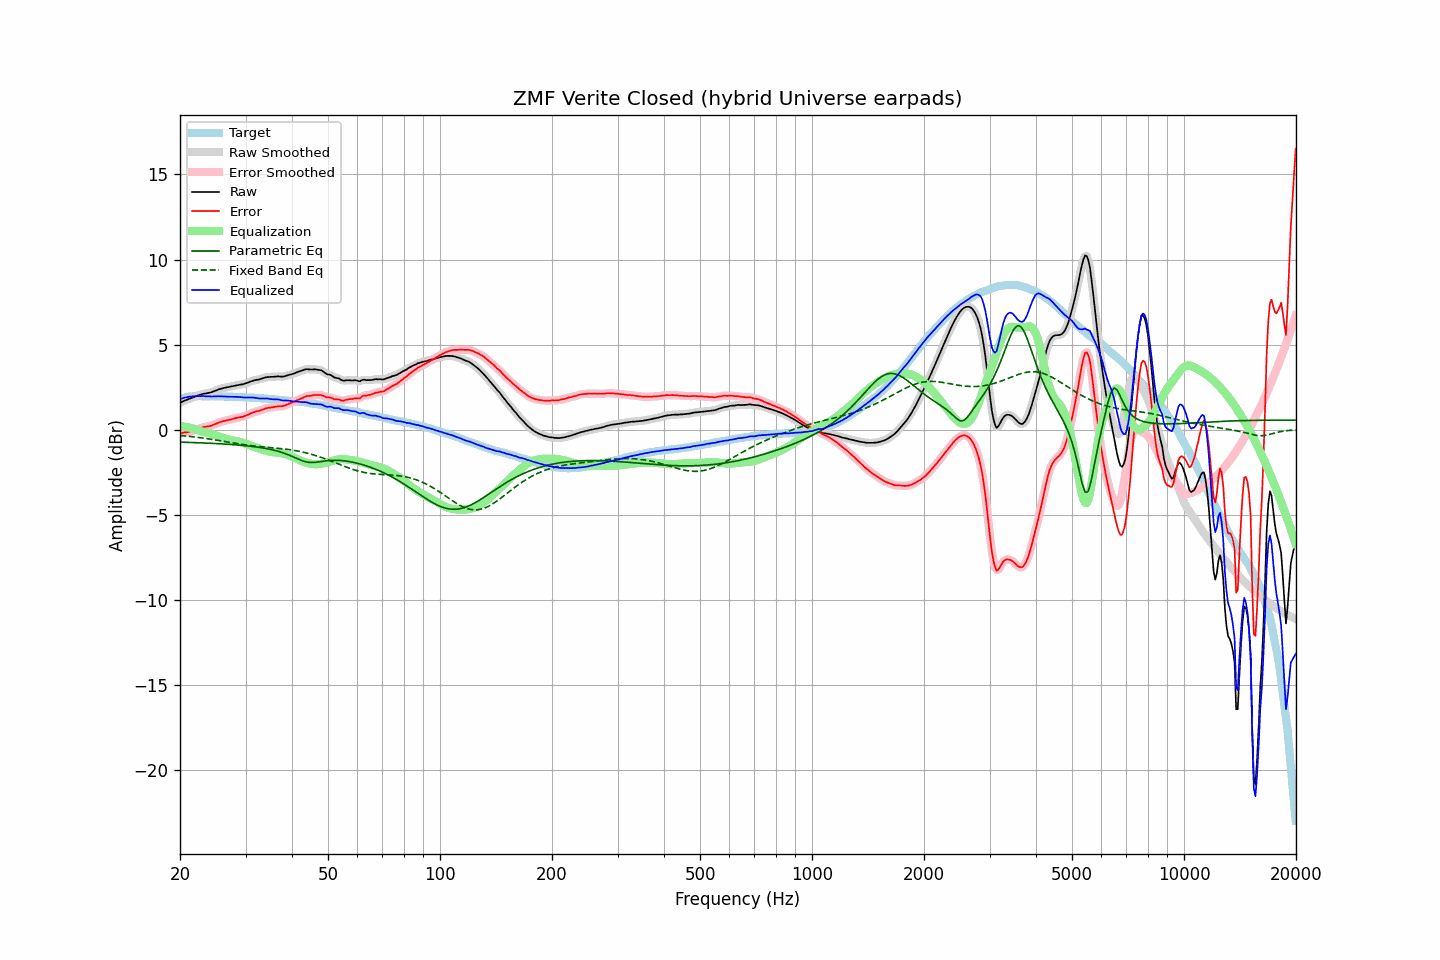 ZMF Verite Closed (hybrid Universe earpads)
Target
Raw Smoothed
Error Smoothed
Raw
Error
Equalization
Parametric Eq
Fixed Band Eq
Equalized
Amplitude (dBr)
15
10
5
0
−5
−10
−15
−20
20
50
100
200
500
1000
2000
5000
10000
20000
Frequency (Hz)